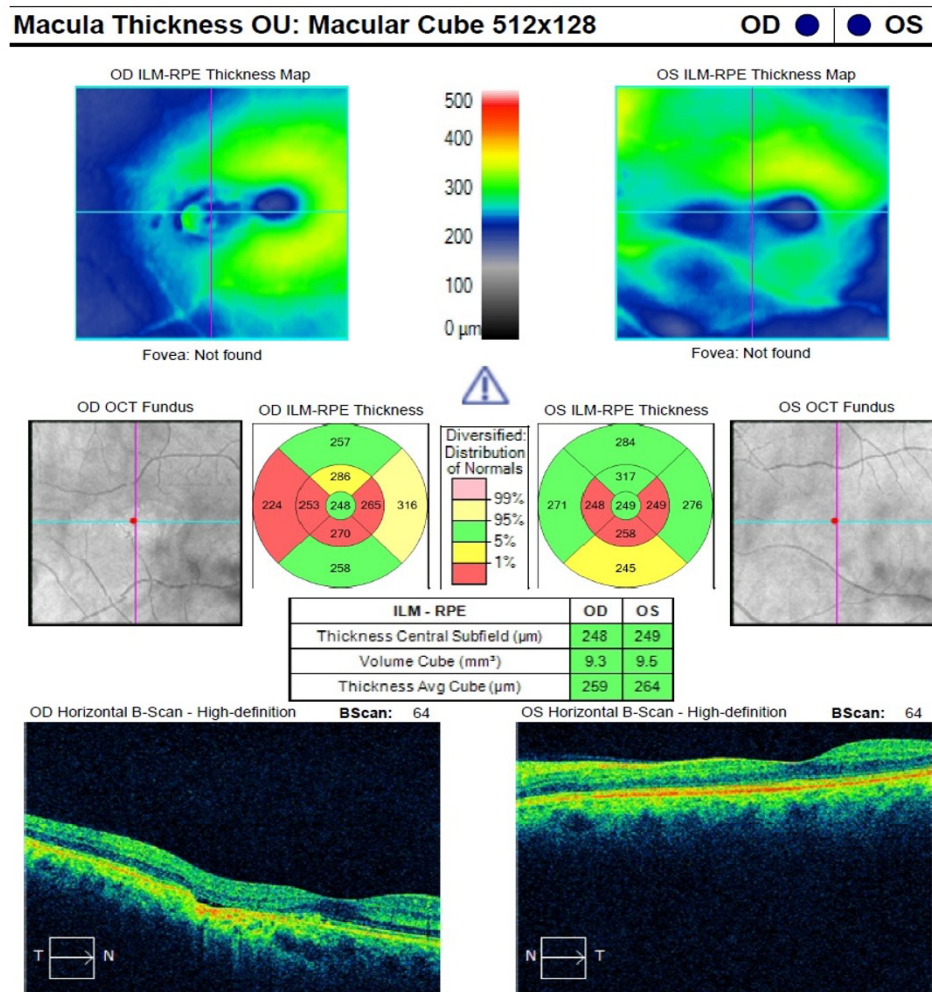 Macula Thickness OU: Macular Cube 512x128 OD OS
OD ILM-RPE Thickness Map
OS ILM-RPE Thickness Map
500
400
300
200
100
0 µm
Fovea: Not found
Fovea: Not found
OD OCT Fundus
OD ILM-RPE Thickness
OS ILM-RPE Thickness
OS OCT Fundus
257
286
224 253 248 265 316
270
258
Diversified:
Distribution
of Normals
99%
95%
5%
1%
284
317
271 248 249 249 276
258
245
ILM - RPE OD OS
Thickness Central Subfield (µm) 248 249
Volume Cube (mm³) 9.3 9.5
Thickness Avg Cube (µm) 259 264
OD Horizontal B-Scan - High-definition BScan: 64
OS Horizontal B-Scan - High-definition BScan: 64
T N
N T